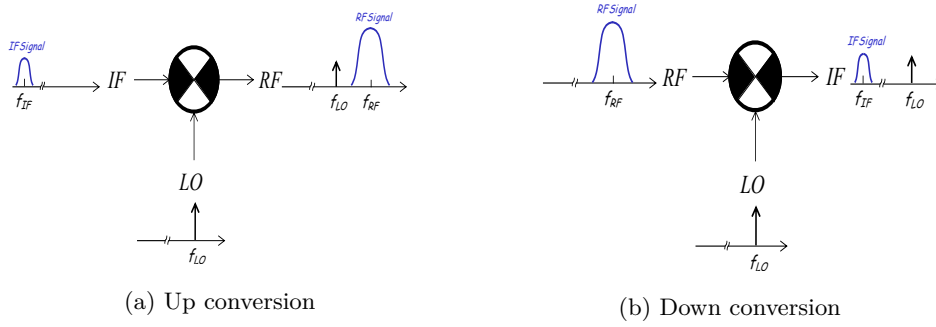 IF Signal
f_IF
IF
RF
RF Signal
f_LO
f_RF
LO
f_LO
(a) Up conversion
RF Signal
f_RF
RF
IF
IF Signal
f_IF
f_LO
LO
f_LO
(b) Down conversion